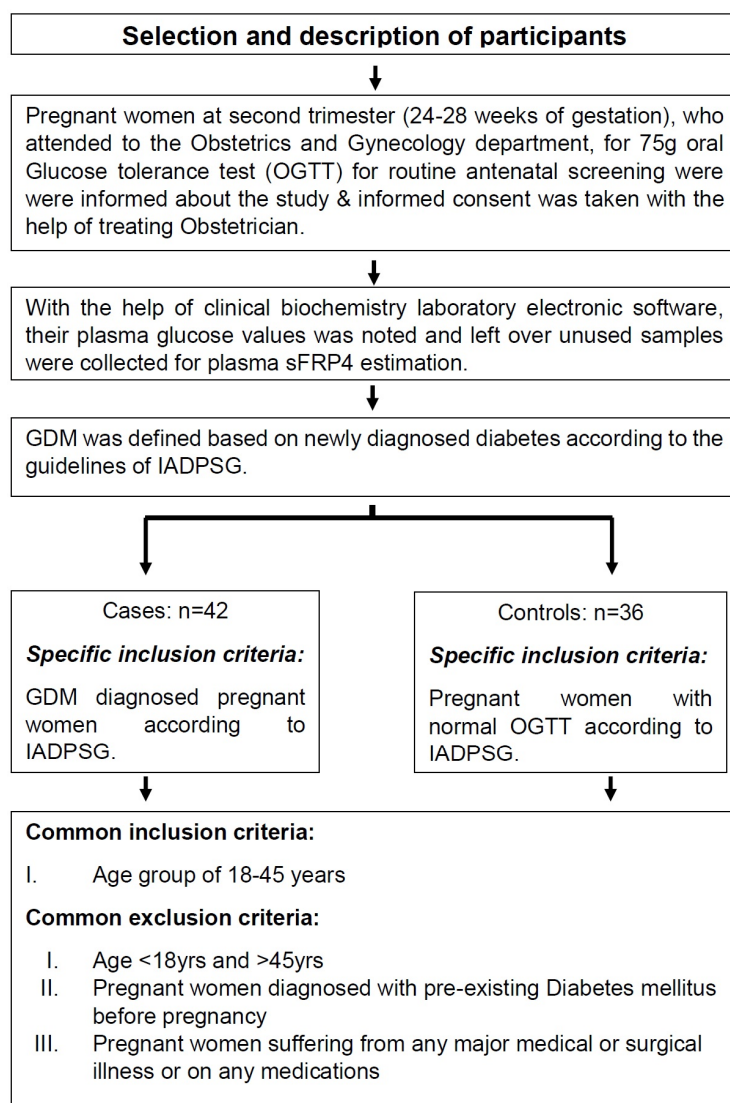 Selection and description of participants
Pregnant women at second trimester (24-28 weeks of gestation), who
attended to the Obstetrics and Gynecology department, for 75g oral
Glucose tolerance test (OGTT) for routine antenatal screening were
were informed about the study & informed consent was taken with the
help of treating Obstetrician.
With the help of clinical biochemistry laboratory electronic software,
their plasma glucose values was noted and left over unused samples
were collected for plasma sFRP4 estimation.
GDM was defined based on newly diagnosed diabetes according to the
guidelines of IADPSG.
Cases: n=42
Specific inclusion criteria:
GDM diagnosed pregnant
women according to
IADPSG.
Controls: n=36
Specific inclusion criteria:
Pregnant women with
normal OGTT according to
IADPSG.
Common inclusion criteria:
I. Age group of 18-45 years
Common exclusion criteria:
I. Age <18yrs and >45yrs
II. Pregnant women diagnosed with pre-existing Diabetes mellitus
before pregnancy
III. Pregnant women suffering from any major medical or surgical
illness or on any medications